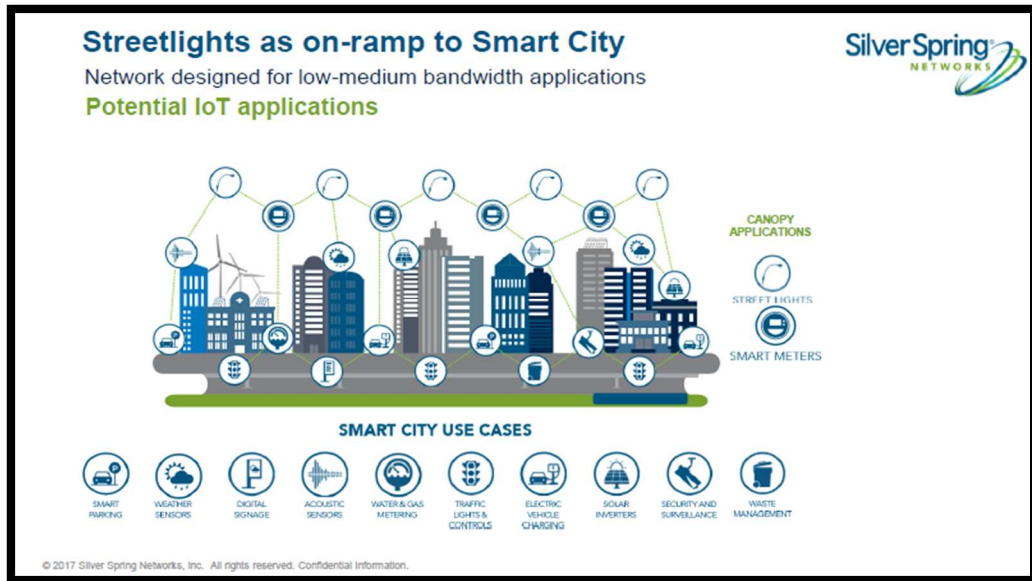 Streetlights as on-ramp to Smart City
Network designed for low-medium bandwidth applications
Potential IoT applications
Silver Spring
NETWORKS
CANOPY
APPLICATIONS
STREET LIGHTS
SMART METERS
SMART CITY USE CASES
SMART
PARKING
WEATHER
SENSORS
DIGITAL
SIGNAGE
ACOUSTIC
SENSORS
WATER & GAS
METERING
TRAFFIC
LIGHTS &
CONTROLS
ELECTRIC
VEHICLE
CHARGING
SOLAR
INVERTERS
SECURITY AND
SURVEILLANCE
WASTE
MANAGEMENT
© 2017 Silver Spring Networks, Inc. All rights reserved. Confidential Information.